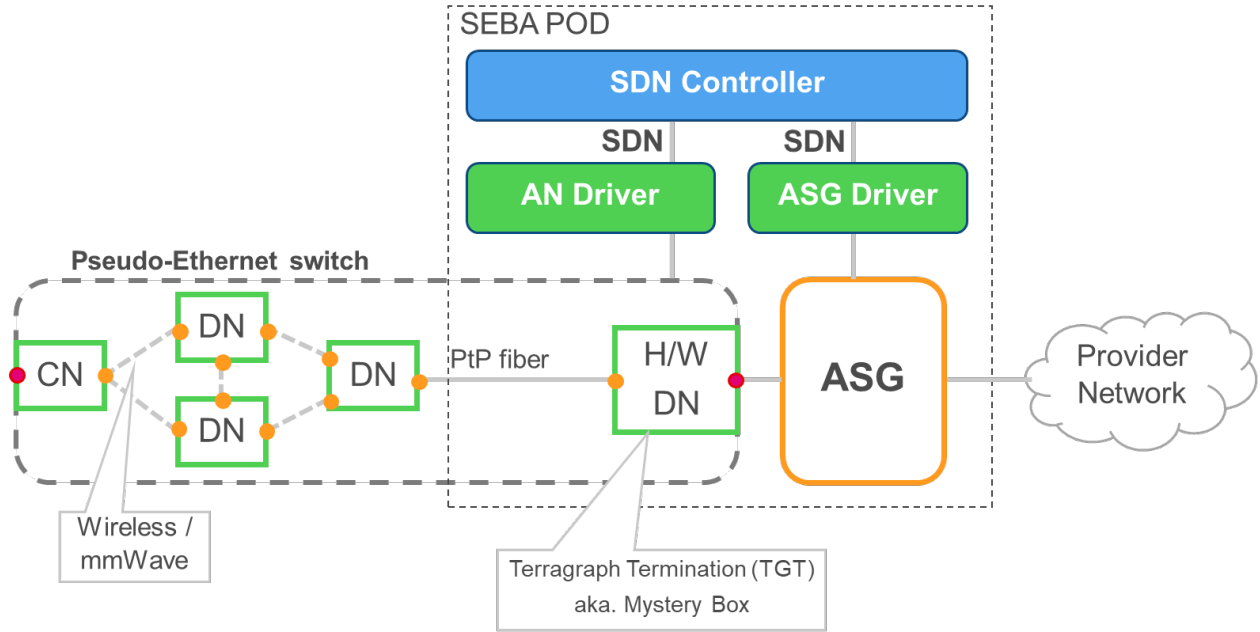 SEBA POD
SDN Controller
SDN
SDN
AN Driver
ASG Driver
Pseudo-Ethernet switch
CN
DN
DN
DN
PtP fiber
H/W
DN
ASG
Provider
Network
Wireless /
mmWave
Terragraph Termination (TGT)
aka. Mystery Box